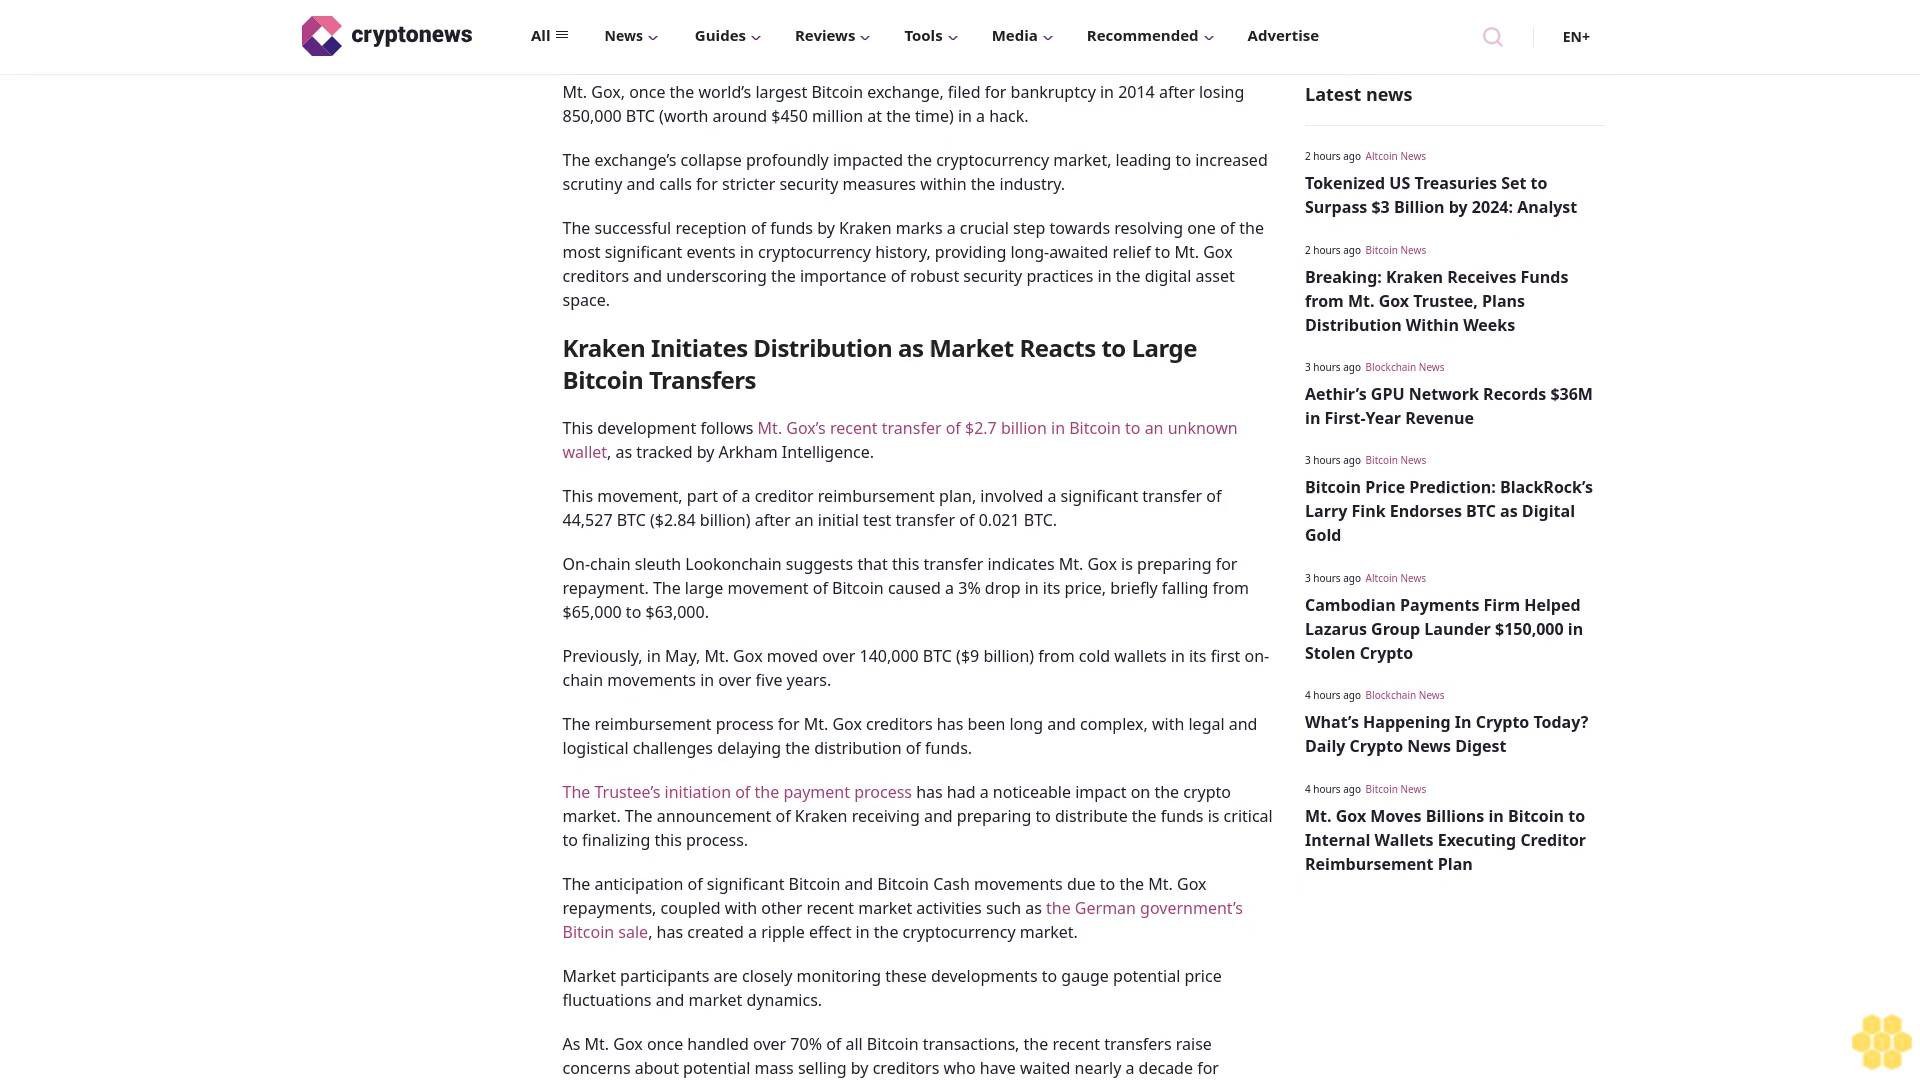 cryptonews
All
News
Guides
Reviews
Tools
Media
Recommended
Advertise
EN+
Mt. Gox, once the world’s largest Bitcoin exchange, filed for bankruptcy in 2014 after losing
850,000 BTC (worth around $450 million at the time) in a hack.
The exchange’s collapse profoundly impacted the cryptocurrency market, leading to increased
scrutiny and calls for stricter security measures within the industry.
The successful reception of funds by Kraken marks a crucial step towards resolving one of the
most significant events in cryptocurrency history, providing long-awaited relief to Mt. Gox
creditors and underscoring the importance of robust security practices in the digital asset
space.
Kraken Initiates Distribution as Market Reacts to Large
Bitcoin Transfers
This development follows Mt. Gox’s recent transfer of $2.7 billion in Bitcoin to an unknown
wallet, as tracked by Arkham Intelligence.
This movement, part of a creditor reimbursement plan, involved a significant transfer of
44,527 BTC ($2.84 billion) after an initial test transfer of 0.021 BTC.
On-chain sleuth Lookonchain suggests that this transfer indicates Mt. Gox is preparing for
repayment. The large movement of Bitcoin caused a 3% drop in its price, briefly falling from
$65,000 to $63,000.
Previously, in May, Mt. Gox moved over 140,000 BTC ($9 billion) from cold wallets in its first on-
chain movements in over five years.
The reimbursement process for Mt. Gox creditors has been long and complex, with legal and
logistical challenges delaying the distribution of funds.
The Trustee’s initiation of the payment process has had a noticeable impact on the crypto
market. The announcement of Kraken receiving and preparing to distribute the funds is critical
to finalizing this process.
The anticipation of significant Bitcoin and Bitcoin Cash movements due to the Mt. Gox
repayments, coupled with other recent market activities such as the German government’s
Bitcoin sale, has created a ripple effect in the cryptocurrency market.
Market participants are closely monitoring these developments to gauge potential price
fluctuations and market dynamics.
As Mt. Gox once handled over 70% of all Bitcoin transactions, the recent transfers raise
concerns about potential mass selling by creditors who have waited nearly a decade for
Latest news
2 hours ago Altcoin News
Tokenized US Treasuries Set to
Surpass $3 Billion by 2024: Analyst
2 hours ago Bitcoin News
Breaking: Kraken Receives Funds
from Mt. Gox Trustee, Plans
Distribution Within Weeks
3 hours ago Blockchain News
Aethir’s GPU Network Records $36M
in First-Year Revenue
3 hours ago Bitcoin News
Bitcoin Price Prediction: BlackRock’s
Larry Fink Endorses BTC as Digital
Gold
3 hours ago Altcoin News
Cambodian Payments Firm Helped
Lazarus Group Launder $150,000 in
Stolen Crypto
4 hours ago Blockchain News
What’s Happening In Crypto Today?
Daily Crypto News Digest
4 hours ago Bitcoin News
Mt. Gox Moves Billions in Bitcoin to
Internal Wallets Executing Creditor
Reimbursement Plan